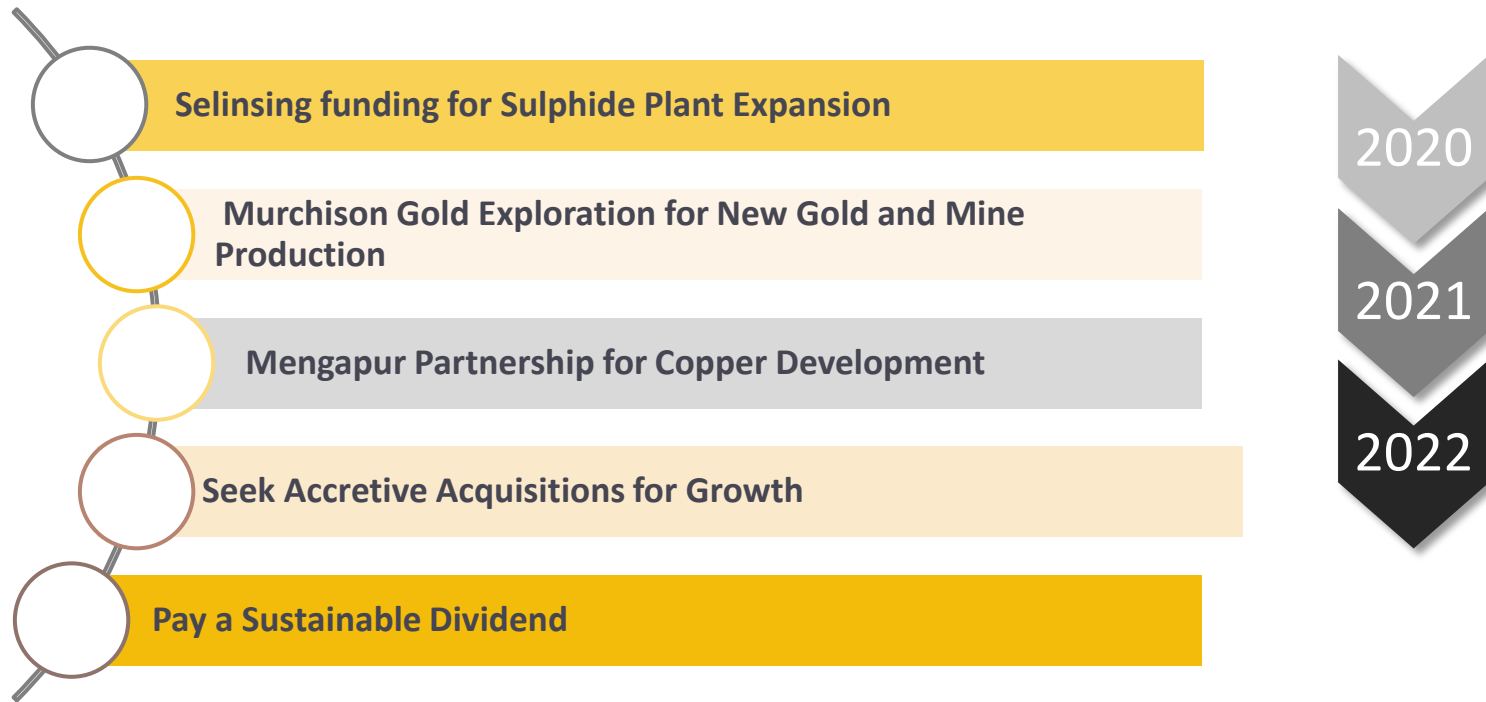 Selinsing funding for Sulphide Plant Expansion
Murchison Gold Exploration for New Gold and Mine
Production
Mengapur Partnership for Copper Development
Seek Accretive Acquisitions for Growth
Pay a Sustainable Dividend
2020
2021
2022